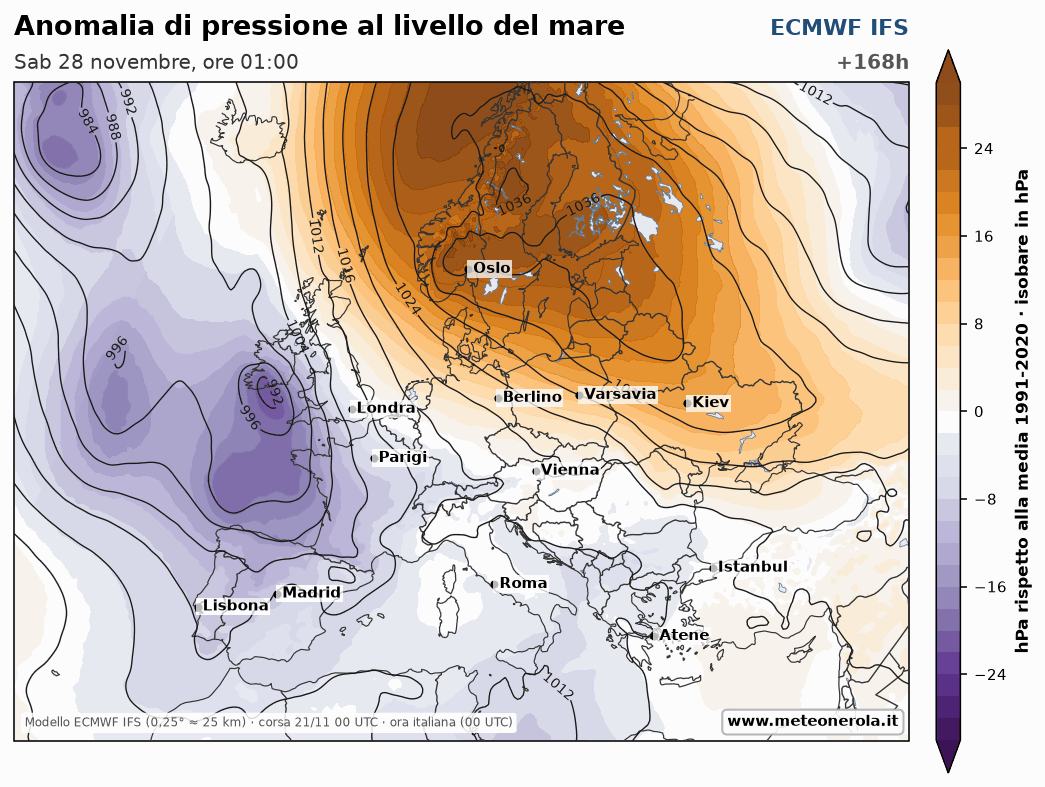 Anomalia di pressione al livello del mare
ECMWF IFS
Sab 28 novembre, ore 01:00
+168h
984
992
988
1012
1036
1036
1012
1016
1024
996
992
996
1012
Oslo
Londra
Berlino
Varsavia
Kiev
Parigi
Vienna
Istanbul
Roma
Madrid
Lisbona
Atene
24
16
8
0
−8
−16
−24
hPa rispetto alla media 1991-2020 · isobare in hPa
Modello ECMWF IFS (0,25° ≈ 25 km) · corsa 21/11 00 UTC · ora italiana (00 UTC)
www.meteonerola.it